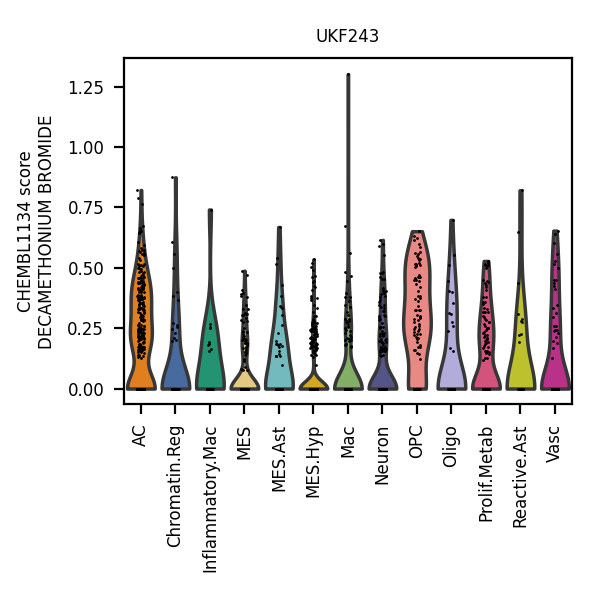 UKF243
CHEMBL1134 score
DECAMETHONIUM BROMIDE
1.25
1.00
0.75
0.50
0.25
0.00
AC
Chromatin.Reg
Inflammatory.Mac
MES
MES.Ast
MES.Hyp
Mac
Neuron
OPC
Oligo
Prolif.Metab
Reactive.Ast
Vasc